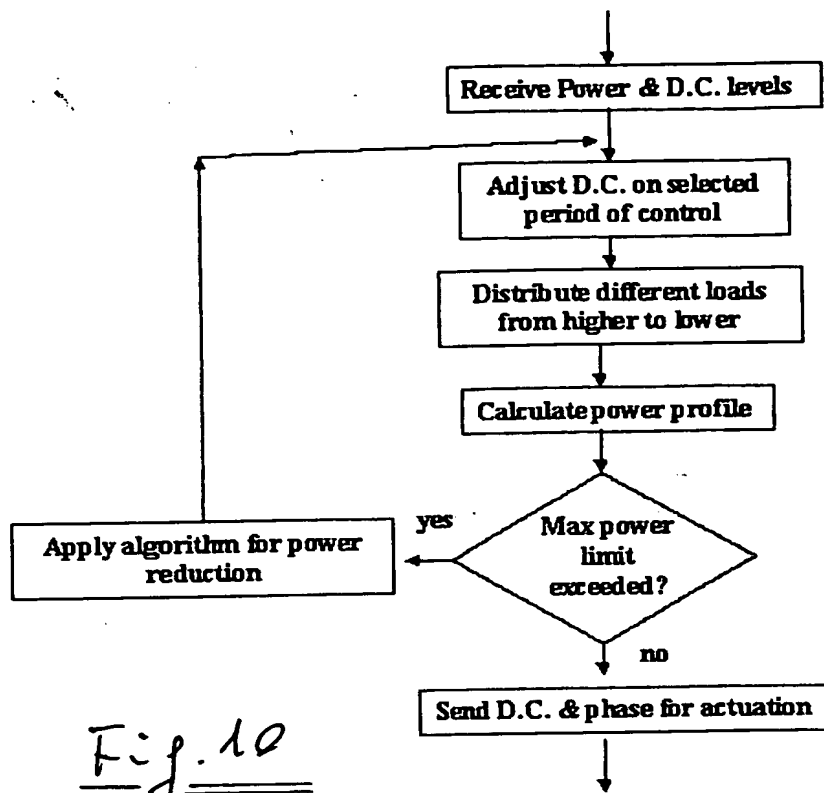 Receive Power & D.C. levels
Adjust D.C. on selected
period of control
Distribute different loads
from higher to lower
Calculate power profile
Max power
limit
exceeded?
yes
Apply algorithm for power
reduction
no
Send D.C. & phase for actuation
Fig. 10